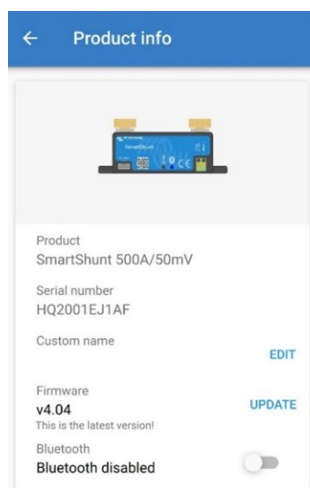 Product info
SmartShunt
Product
SmartShunt 500A/50mV
Serial number
HQ2001EJ1AF
Custom name
EDIT
Firmware
v4.04
UPDATE
This is the latest version!
Bluetooth
Bluetooth disabled